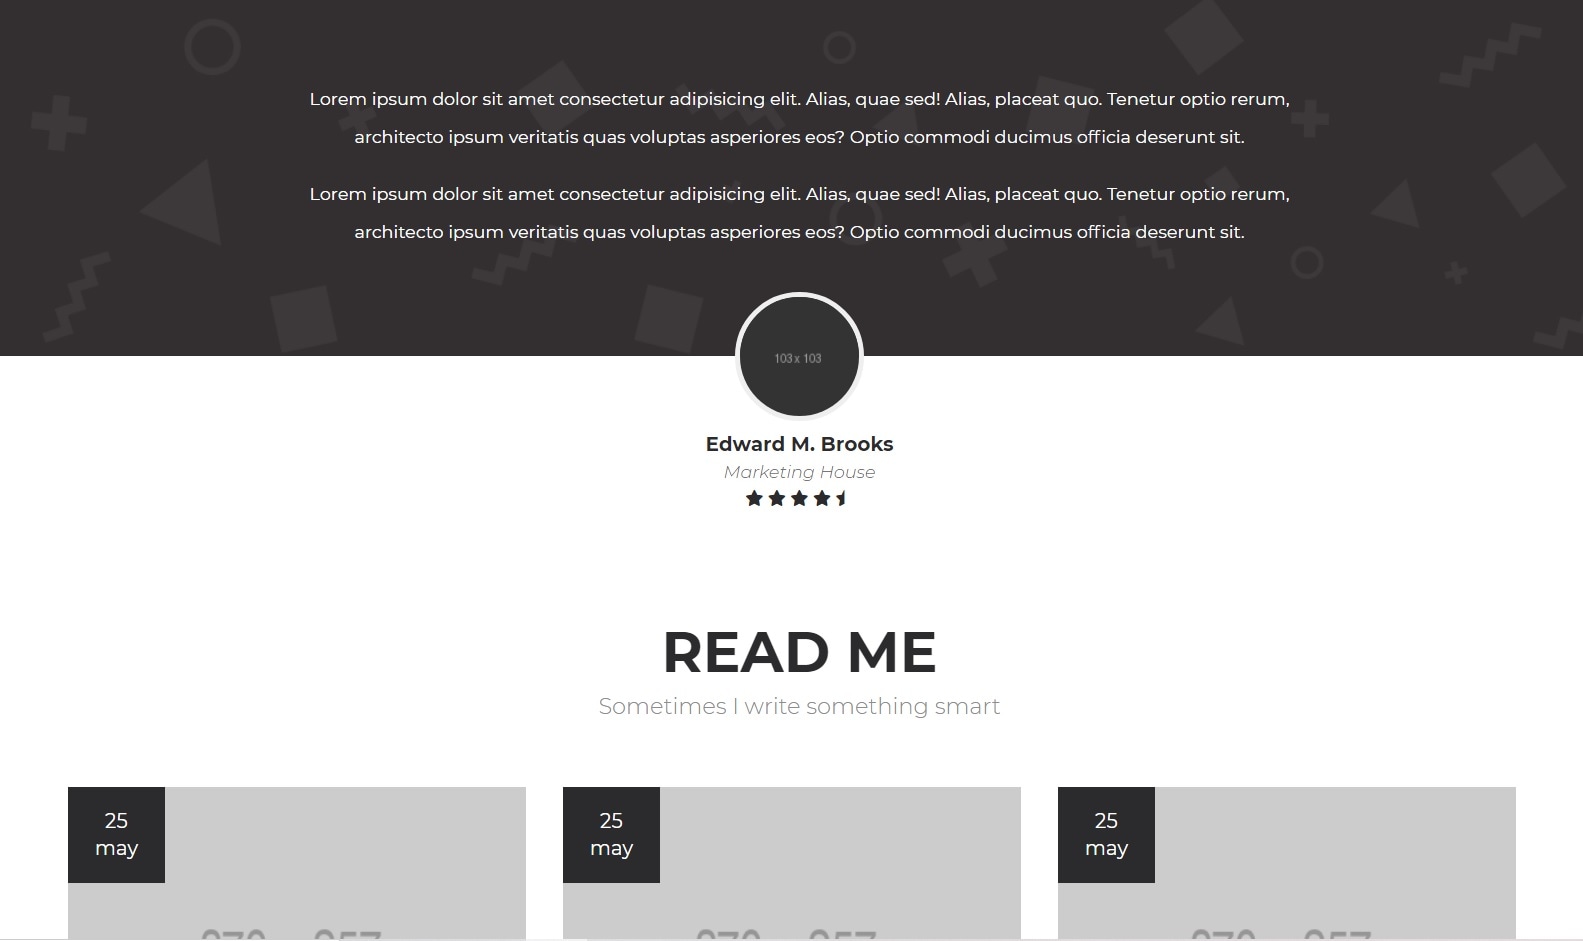 Lorem ipsum dolor sit amet consectetur adipisicing elit. Alias, quae sed! Alias, placeat quo. Tenetur optio rerum,
architecto ipsum veritatis quas voluptas asperiores eos? Optio commodi ducimus officia deserunt sit.
Lorem ipsum dolor sit amet consectetur adipisicing elit. Alias, quae sed! Alias, placeat quo. Tenetur optio rerum,
architecto ipsum veritatis quas voluptas asperiores eos? Optio commodi ducimus officia deserunt sit.
103 x 103
Edward M. Brooks
Marketing House
READ ME
Sometimes I write something smart
25
may
25
may
25
may